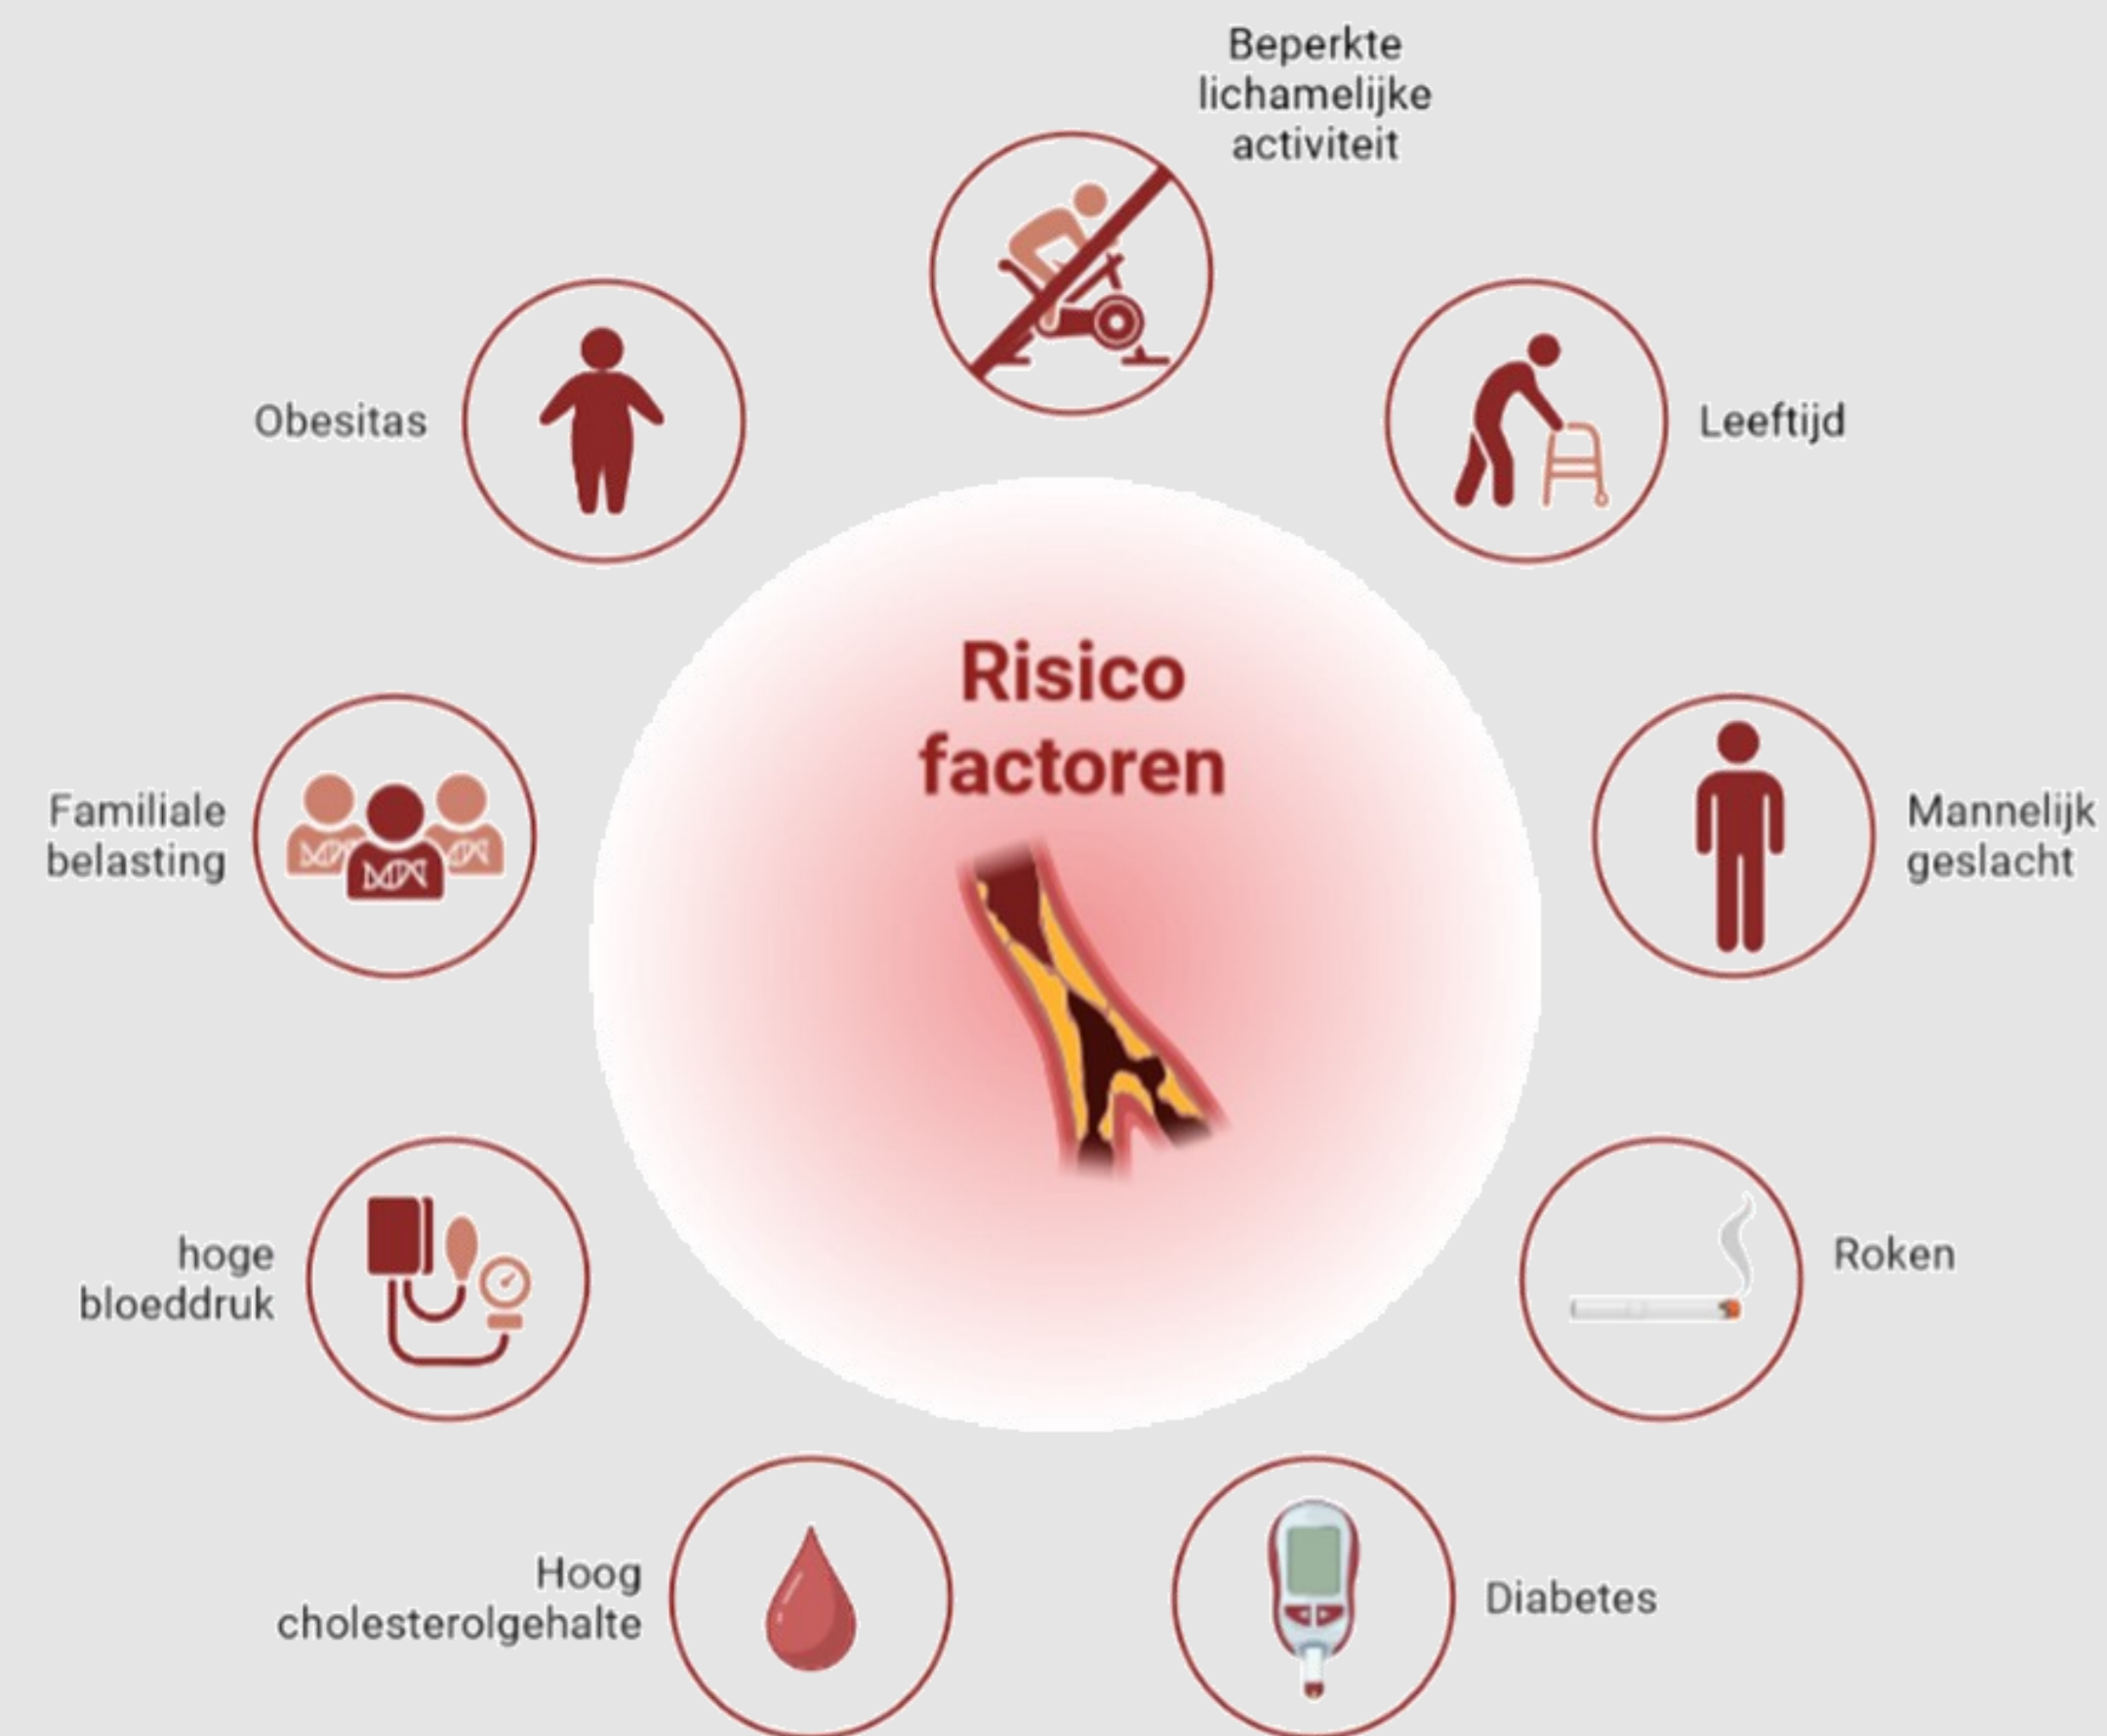 Beperkte
lichamelijke
activiteit
Obesitas
Leeftijd
Risico
factoren
Familiale
belasting
Mannelijk
geslacht
hoge
bloeddruk
Roken
Hoog
cholesterolgehalte
Diabetes